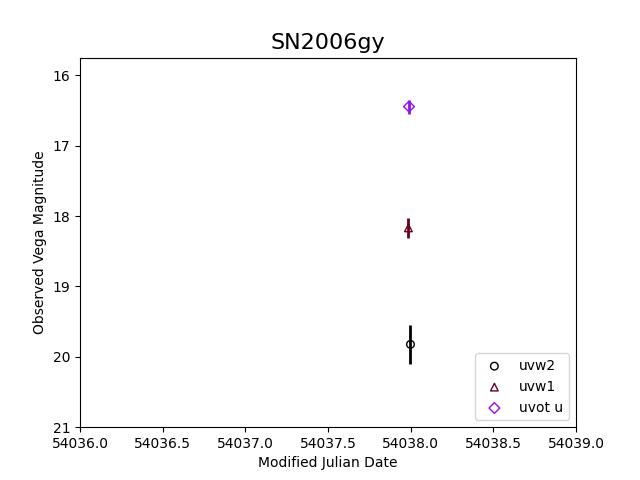 SN2006gy
Observed Vega Magnitude
16
17
18
19
20
21
uvw2
uvw1
uvot u
54036.0 54036.5 54037.0 54037.5 54038.0 54038.5 54039.0
Modified Julian Date